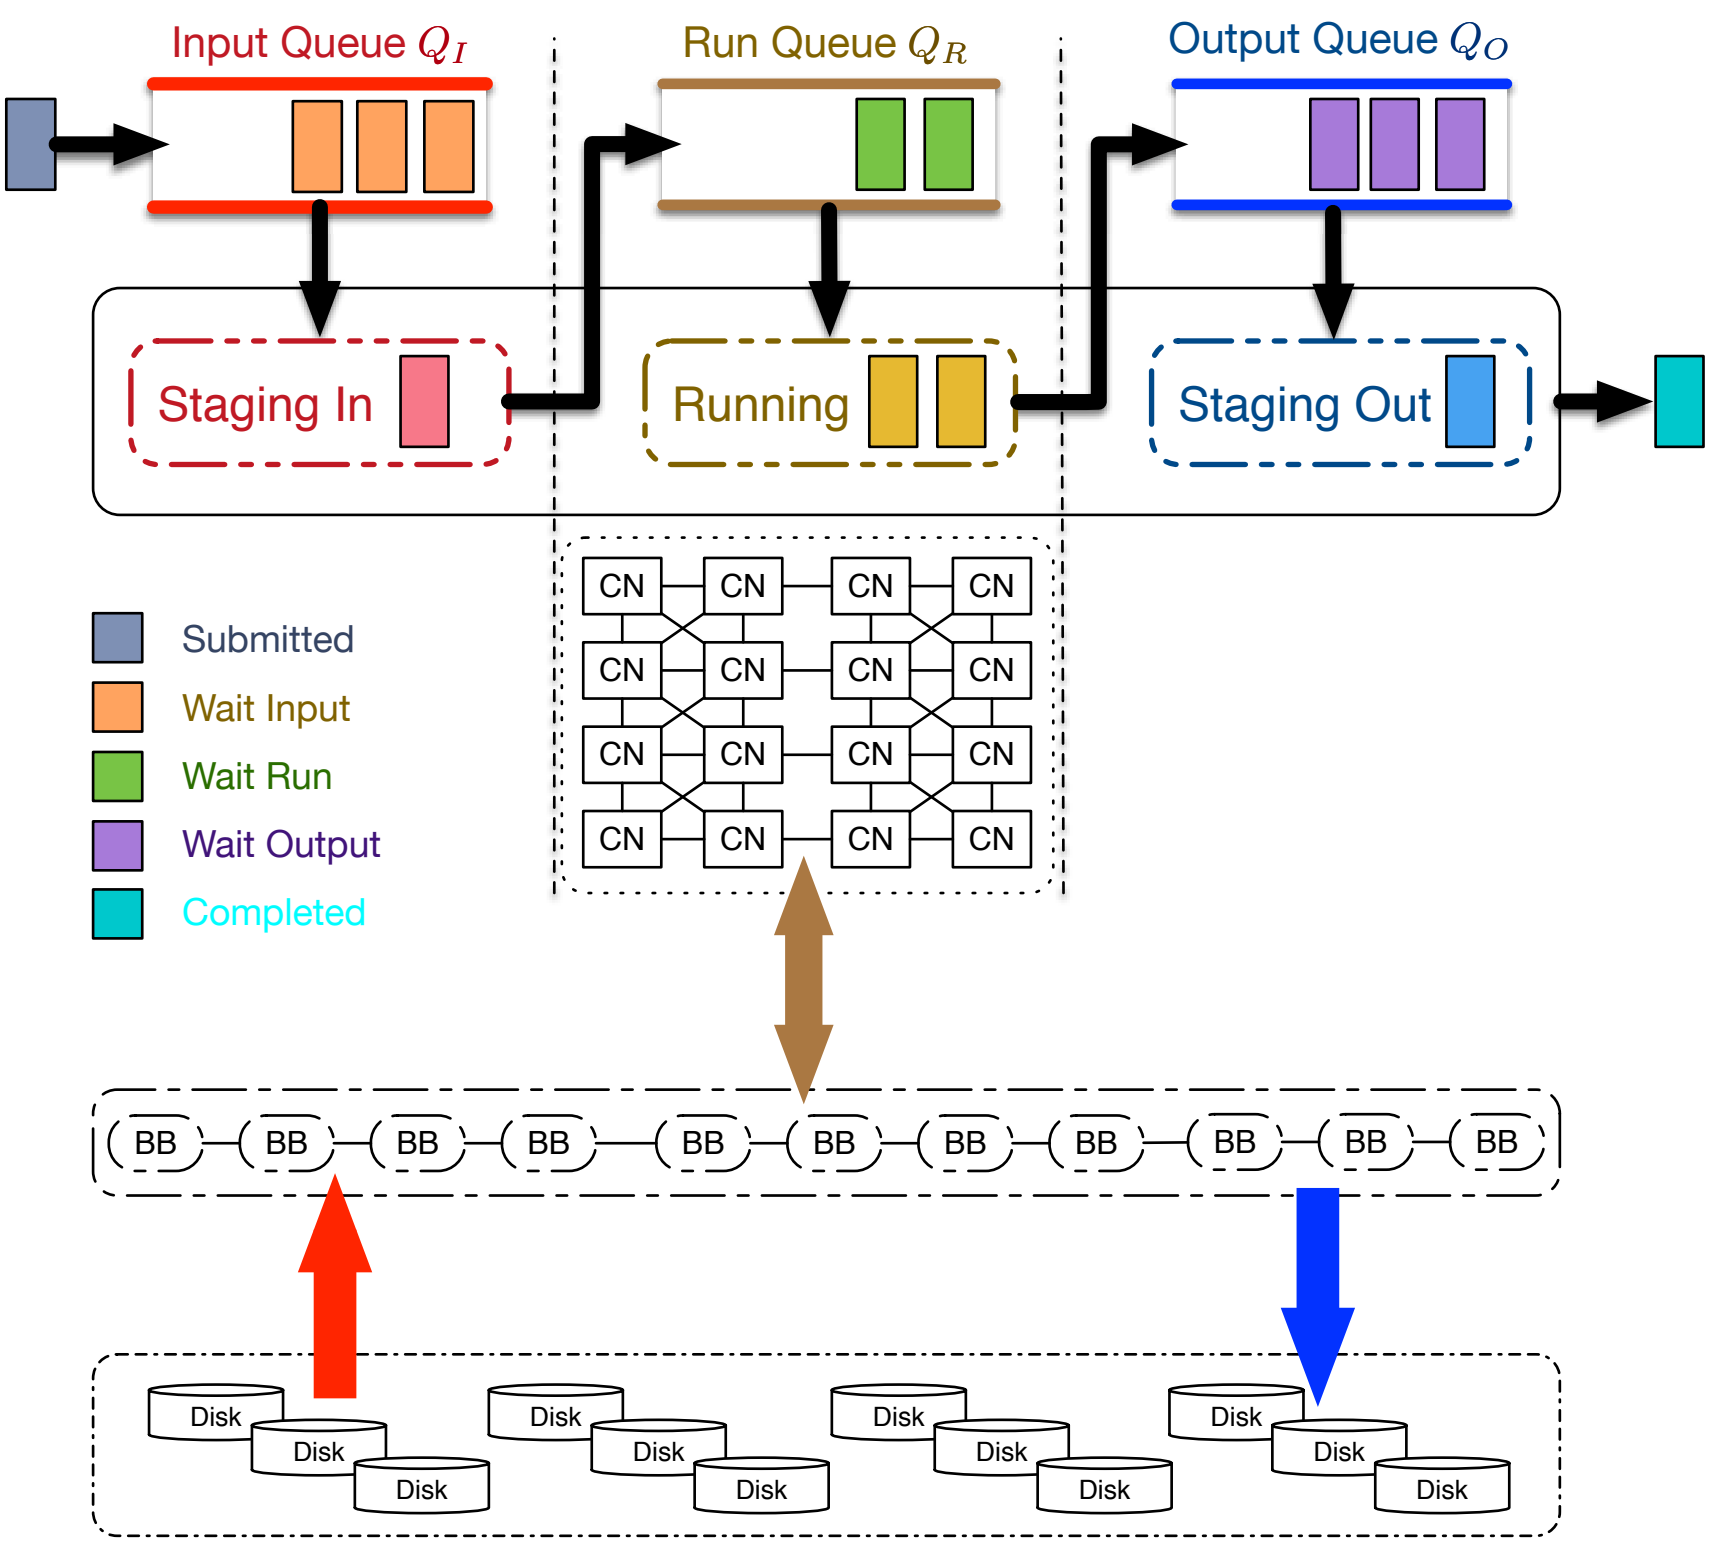 Input Queue Q_I
Run Queue Q_R
Output Queue Q_O
Staging In
Running
Staging Out
CN CN CN CN
CN CN CN CN
CN CN CN CN
CN CN CN CN
Submitted
Wait Input
Wait Run
Wait Output
Completed
BB BB BB BB BB BB BB BB BB BB BB
Disk Disk Disk Disk
Disk Disk Disk Disk
Disk Disk Disk Disk